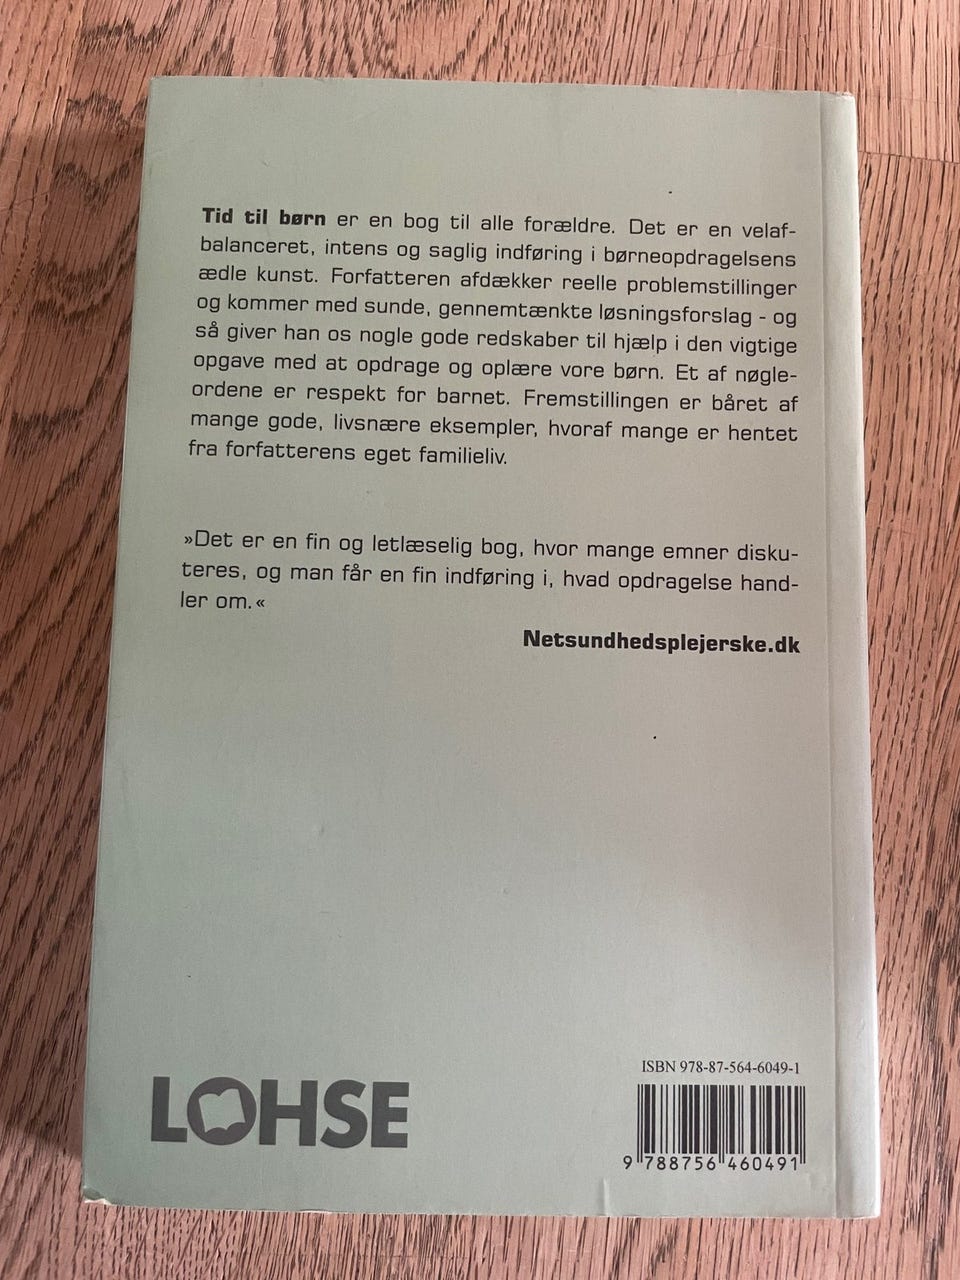 Tid til børn er en bog til alle forældre. Det er en velaf-
balanceret, intens og saglig indføring i børneopdragelsens
ædle kunst. Forfatteren afdækker reelle problemstillinger
og kommer med sunde, gennemtænkte løsningsforslag - og
så giver han os nogle gode redskaber til hjælp i den vigtige
opgave med at opdrage og oplære vore børn. Et af nøgle-
ordene er respekt for barnet. Fremstillingen er båret af
mange gode, livsnære eksempler, hvoraf mange er hentet
fra forfatterens eget familieliv.
»Det er en fin og letlæselig bog, hvor mange emner disku-
teres, og man får en fin indføring i, hvad opdragelse hand-
ler om.«
Netsundhedsplejerske.dk
LOHSE
ISBN 978-87-564-6049-1
9 788756 460491